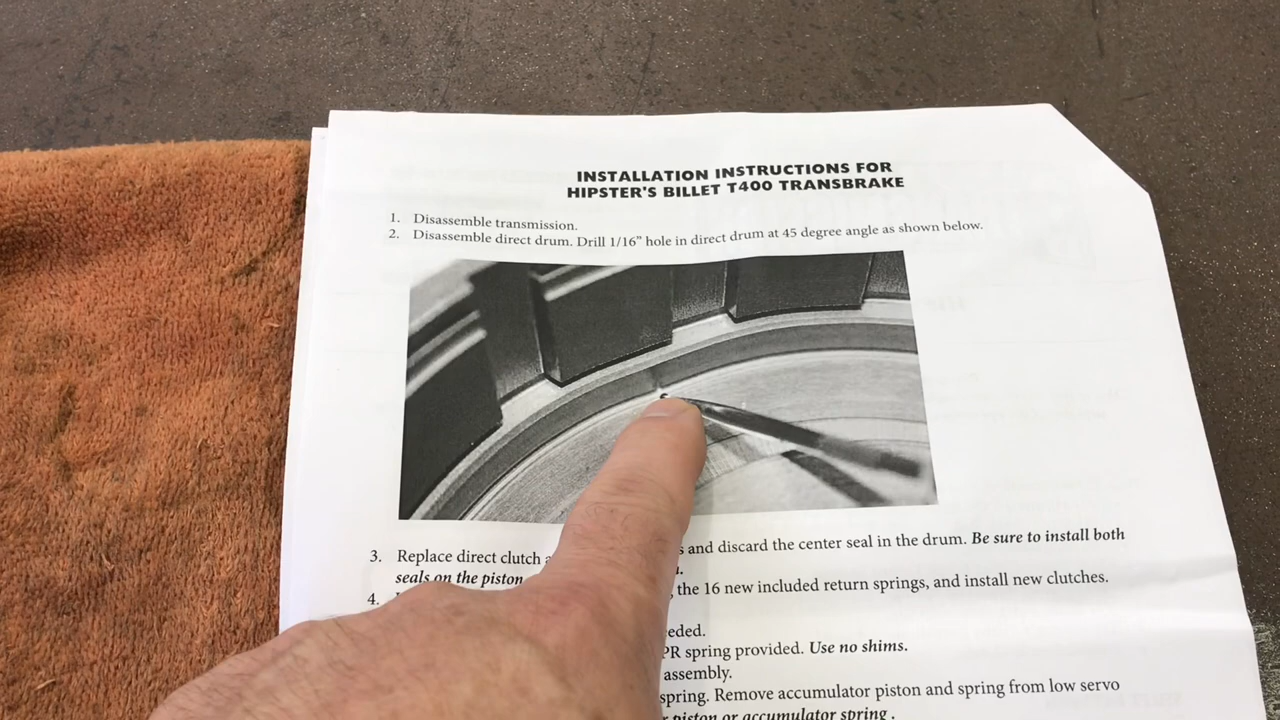 INSTALLATION INSTRUCTIONS FOR
HIPSTER'S BILLET T400 TRANSBRAKE
1. Disassemble transmission.
2. Disassemble direct drum. Drill 1/16” hole in direct drum at 45 degree angle as shown below.
3. Replace direct clutch s and discard the center seal in the drum. Be sure to install both
seals on the piston
4. the 16 new included return springs, and install new clutches.
eded.
PR spring provided. Use no shims.
assembly.
spring. Remove accumulator piston and spring from low servo
piston or accumulator spring .